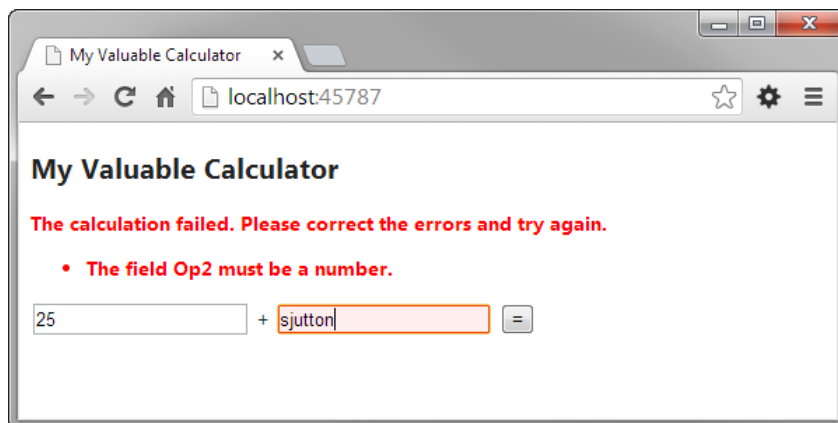 My Valuable Calculator
localhost:45787
My Valuable Calculator
The calculation failed. Please correct the errors and try again.
• The field Op2 must be a number.
25 + sjutton =